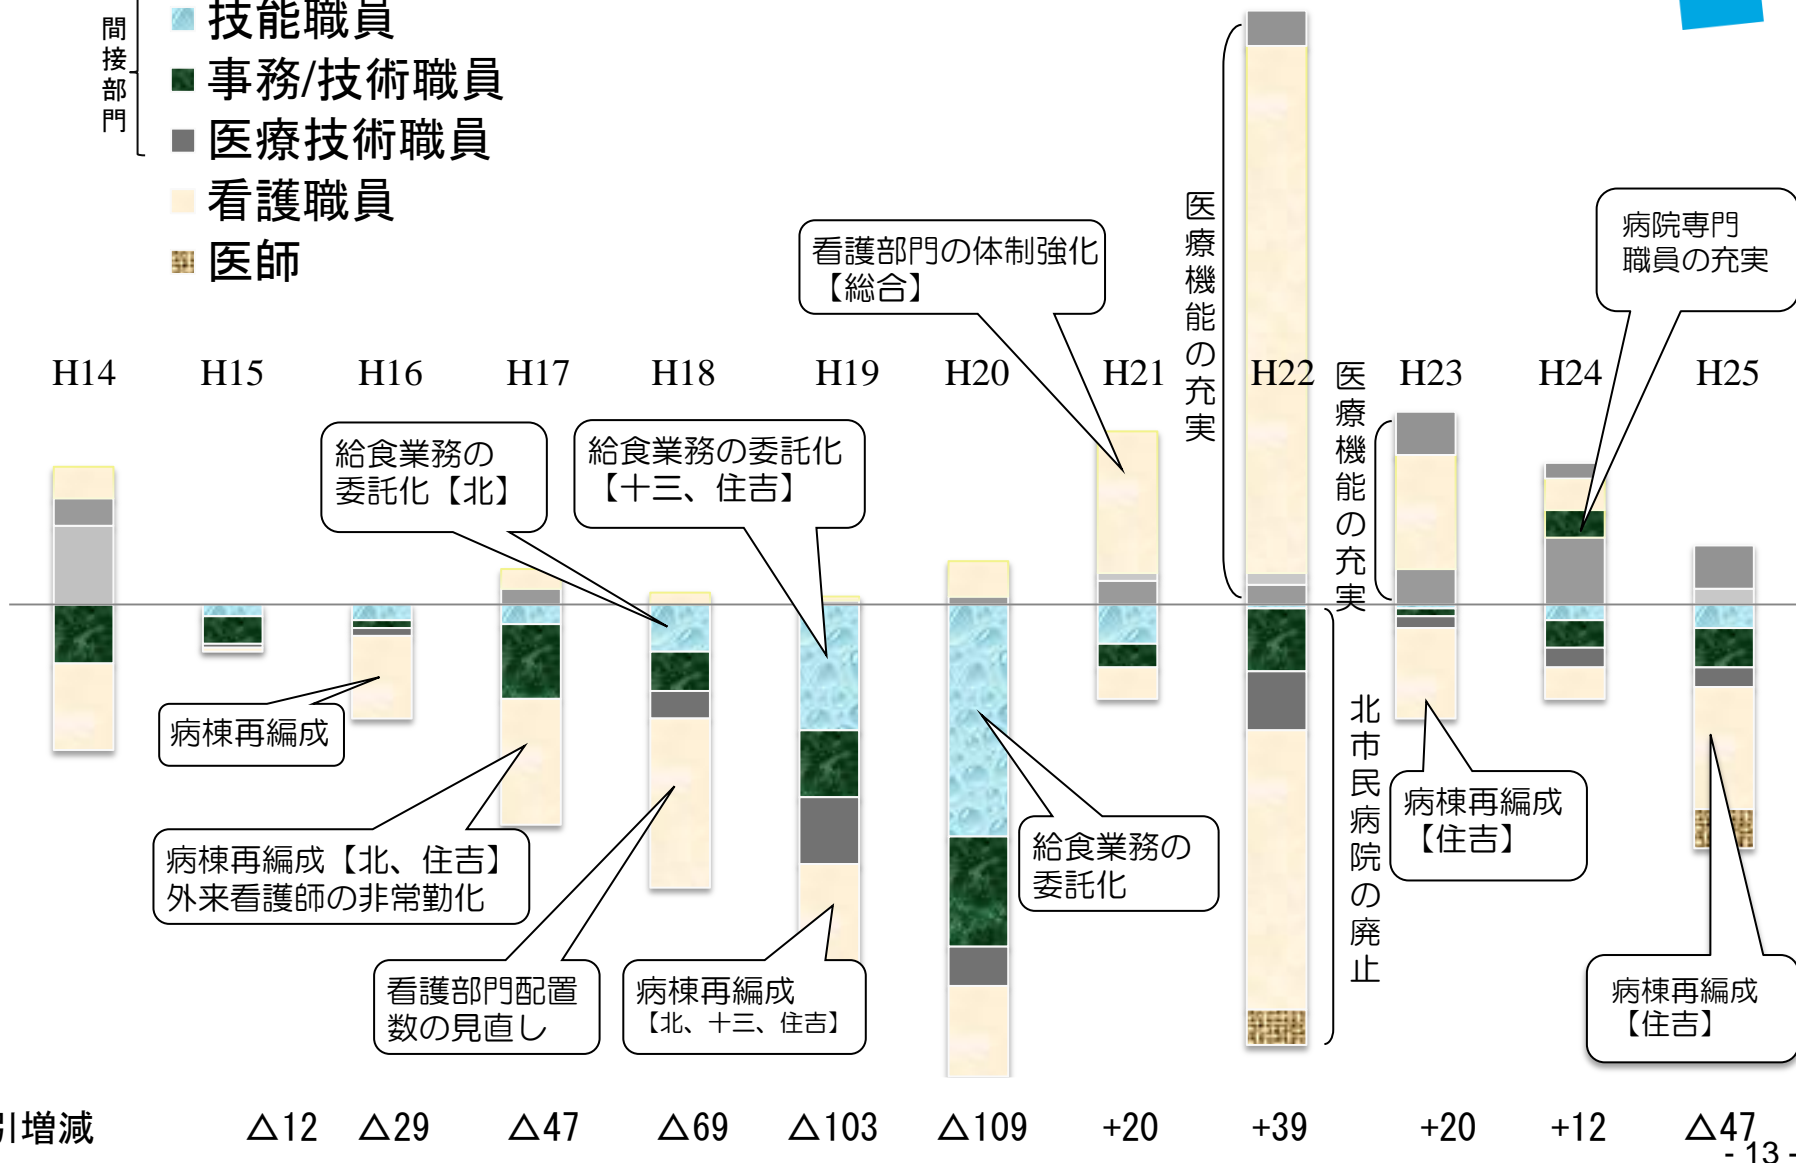 間接部門
技能職員
事務/技術職員
医療技術職員
看護職員
医師
看護部門の体制強化
【総合】
医療機能の充実
病院専門
職員の充実
H14 H15 H16 H17 H18 H19 H20 H21 H22 H23 H24 H25
医療機能の充実
給食業務の
委託化【北】
給食業務の委託化
【十三、住吉】
病棟再編成
北市民病院の廃止
病棟再編成
【住吉】
給食業務の
委託化
病棟再編成【北、住吉】
外来看護師の非常勤化
看護部門配置
数の見直し
病棟再編成
【北、十三、住吉】
病棟再編成
【住吉】
引増減 △12 △29 △47 △69 △103 △109 +20 +39 +20 +12 △47
- 13 -